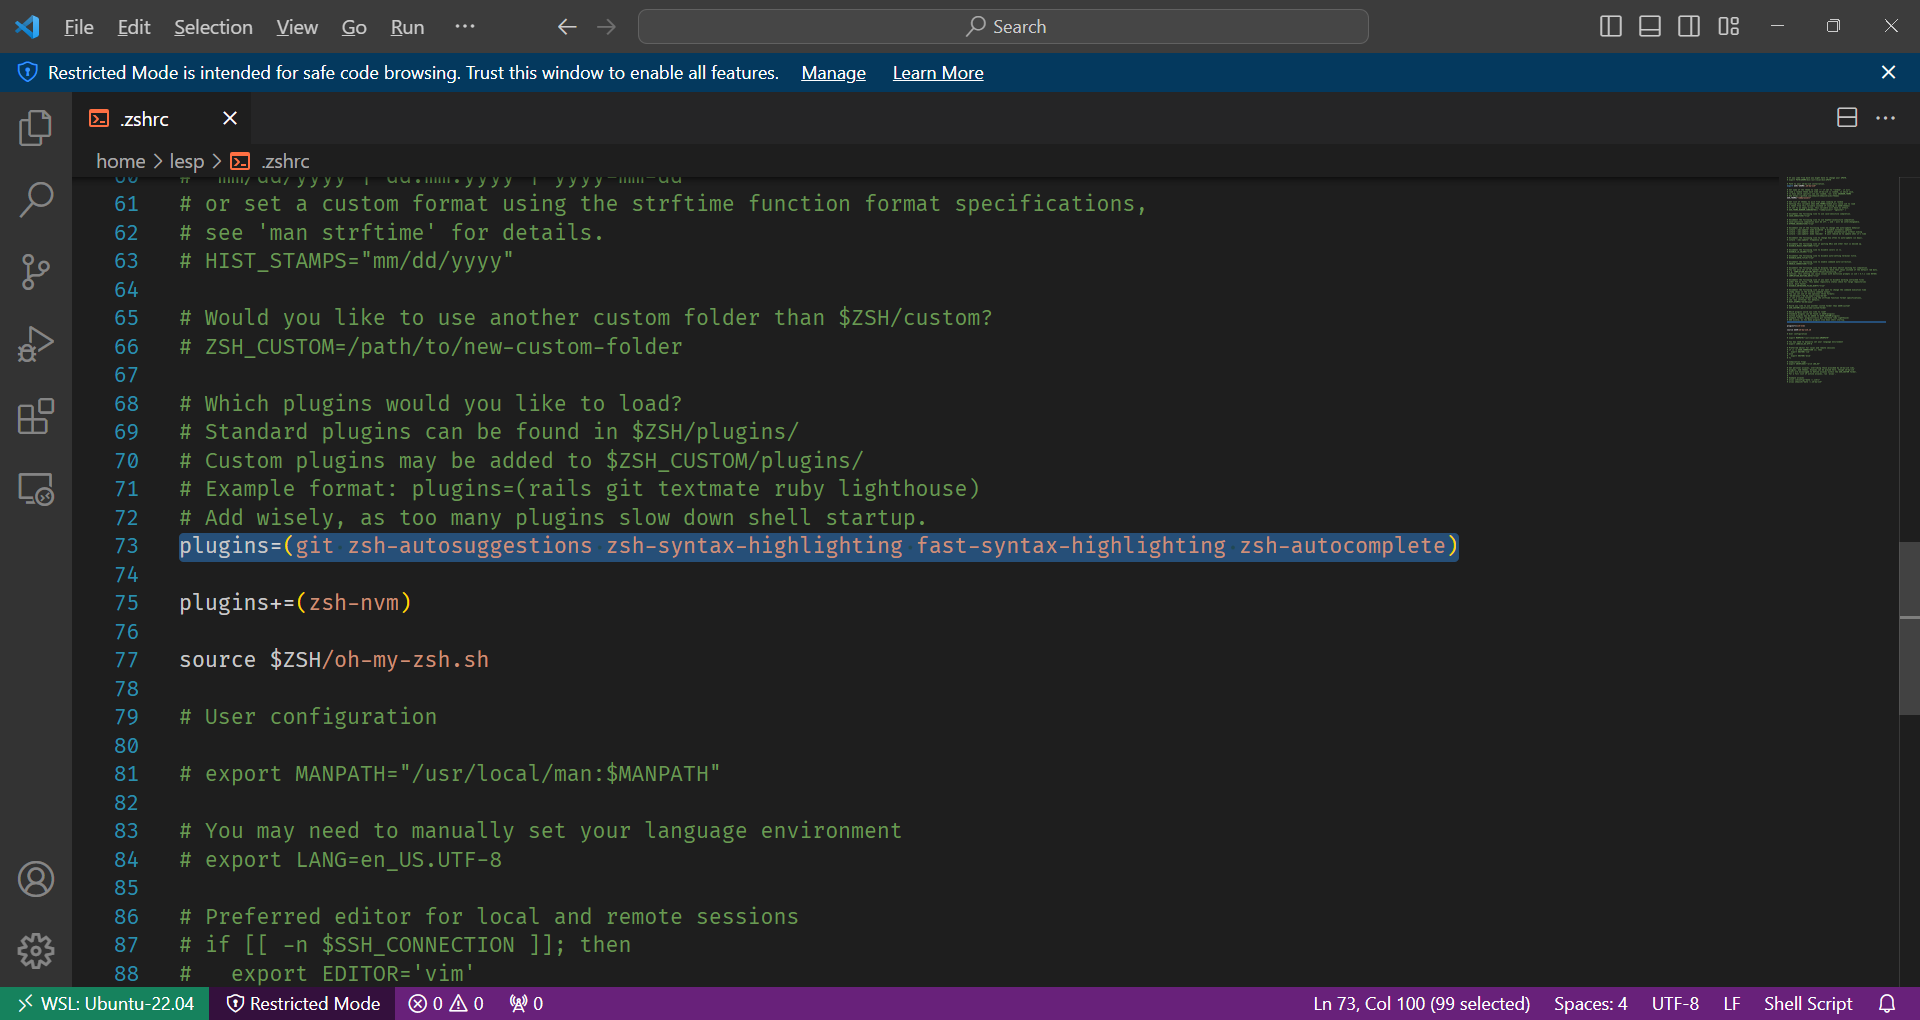 File Edit Selection View Go Run ··· Search
Restricted Mode is intended for safe code browsing. Trust this window to enable all features. Manage Learn More
.zshrc
home > lesp > .zshrc
60 # "mm/dd/yyyy"|"dd.mm.yyyy"|"yyyy-mm-dd"
61 # or set a custom format using the strftime function format specifications,
62 # see 'man strftime' for details.
63 # HIST_STAMPS="mm/dd/yyyy"
64
65 # Would you like to use another custom folder than $ZSH/custom?
66 # ZSH_CUSTOM=/path/to/new-custom-folder
67
68 # Which plugins would you like to load?
69 # Standard plugins can be found in $ZSH/plugins/
70 # Custom plugins may be added to $ZSH_CUSTOM/plugins/
71 # Example format: plugins=(rails git textmate ruby lighthouse)
72 # Add wisely, as too many plugins slow down shell startup.
73 plugins=(git zsh-autosuggestions zsh-syntax-highlighting fast-syntax-highlighting zsh-autocomplete)
74
75 plugins+=(zsh-nvm)
76
77 source $ZSH/oh-my-zsh.sh
78
79 # User configuration
80
81 # export MANPATH="/usr/local/man:$MANPATH"
82
83 # You may need to manually set your language environment
84 # export LANG=en_US.UTF-8
85
86 # Preferred editor for local and remote sessions
87 # if [[ -n $SSH_CONNECTION ]]; then
88 #   export EDITOR='vim'
WSL: Ubuntu-22.04 Restricted Mode 0 0 0 Ln 73, Col 100 (99 selected) Spaces: 4 UTF-8 LF Shell Script